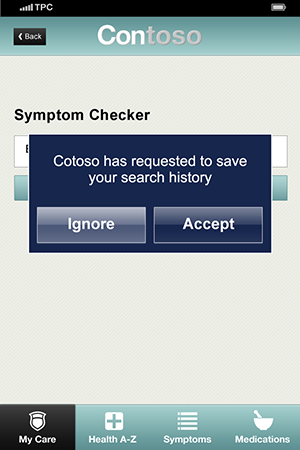 TPC
Back
Contoso
Symptom Checker
Cotoso has requested to save
your search history
Ignore
Accept
My Care
Health A-Z
Symptoms
Medications